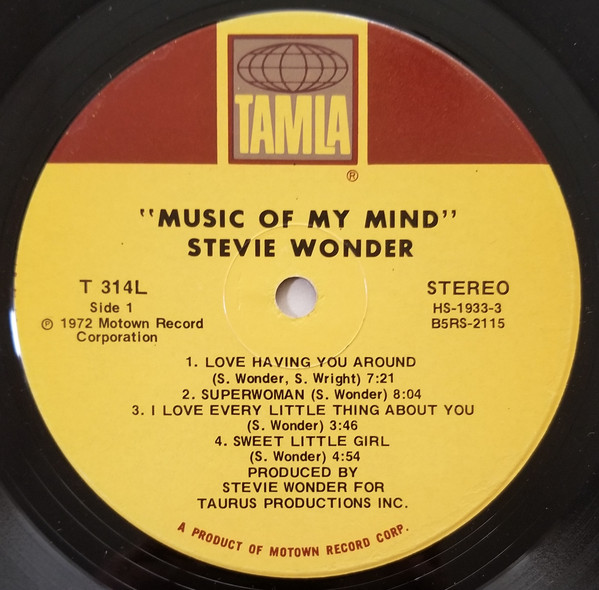 TAMLA
®
"MUSIC OF MY MIND"
STEVIE WONDER
T 314L
Side 1
℗ 1972 Motown Record
Corporation
STEREO
HS-1933-3
B5RS-2115
1. LOVE HAVING YOU AROUND
(S. Wonder, S. Wright) 7:21
2. SUPERWOMAN (S. Wonder) 8:04
3. I LOVE EVERY LITTLE THING ABOUT YOU
(S. Wonder) 3:46
4. SWEET LITTLE GIRL
(S. Wonder) 4:54
PRODUCED BY
STEVIE WONDER FOR
TAURUS PRODUCTIONS INC.
A PRODUCT OF MOTOWN RECORD CORP.